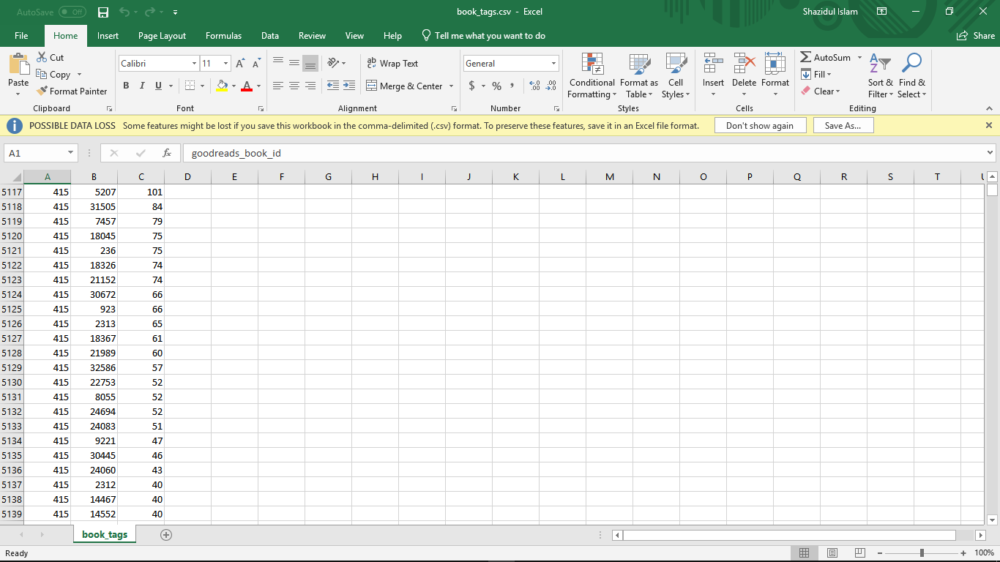 AutoSave Off book_tags.csv - Excel Shazidul Islam
File Home Insert Page Layout Formulas Data Review View Help Tell me what you want to do Share
Paste Cut Copy Format Painter Clipboard
Calibri 11 A A B I U A Font
ab Wrap Text Merge & Center Alignment
General $ % , .00 .0 Number
Conditional Formatting Format as Table Cell Styles Styles
Insert Delete Format Cells
AutoSum Fill Clear Sort & Filter Find & Select Editing
POSSIBLE DATA LOSS Some features might be lost if you save this workbook in the comma-delimited (.csv) format. To preserve these features, save it in an Excel file format. Don't show again Save As...
A1 fx goodreads_book_id
A B C D E F G H I J K L M N O P Q R S T
5117 415 5207 101
5118 415 31505 84
5119 415 7457 79
5120 415 18045 75
5121 415 236 75
5122 415 18326 74
5123 415 21152 74
5124 415 30672 66
5125 415 923 66
5126 415 2313 65
5127 415 18367 61
5128 415 21989 60
5129 415 32586 57
5130 415 22753 52
5131 415 8055 52
5132 415 24694 52
5133 415 24083 51
5134 415 9221 47
5135 415 30445 46
5136 415 24060 43
5137 415 2312 40
5138 415 14467 40
5139 415 14552 40
book_tags
Ready 100%